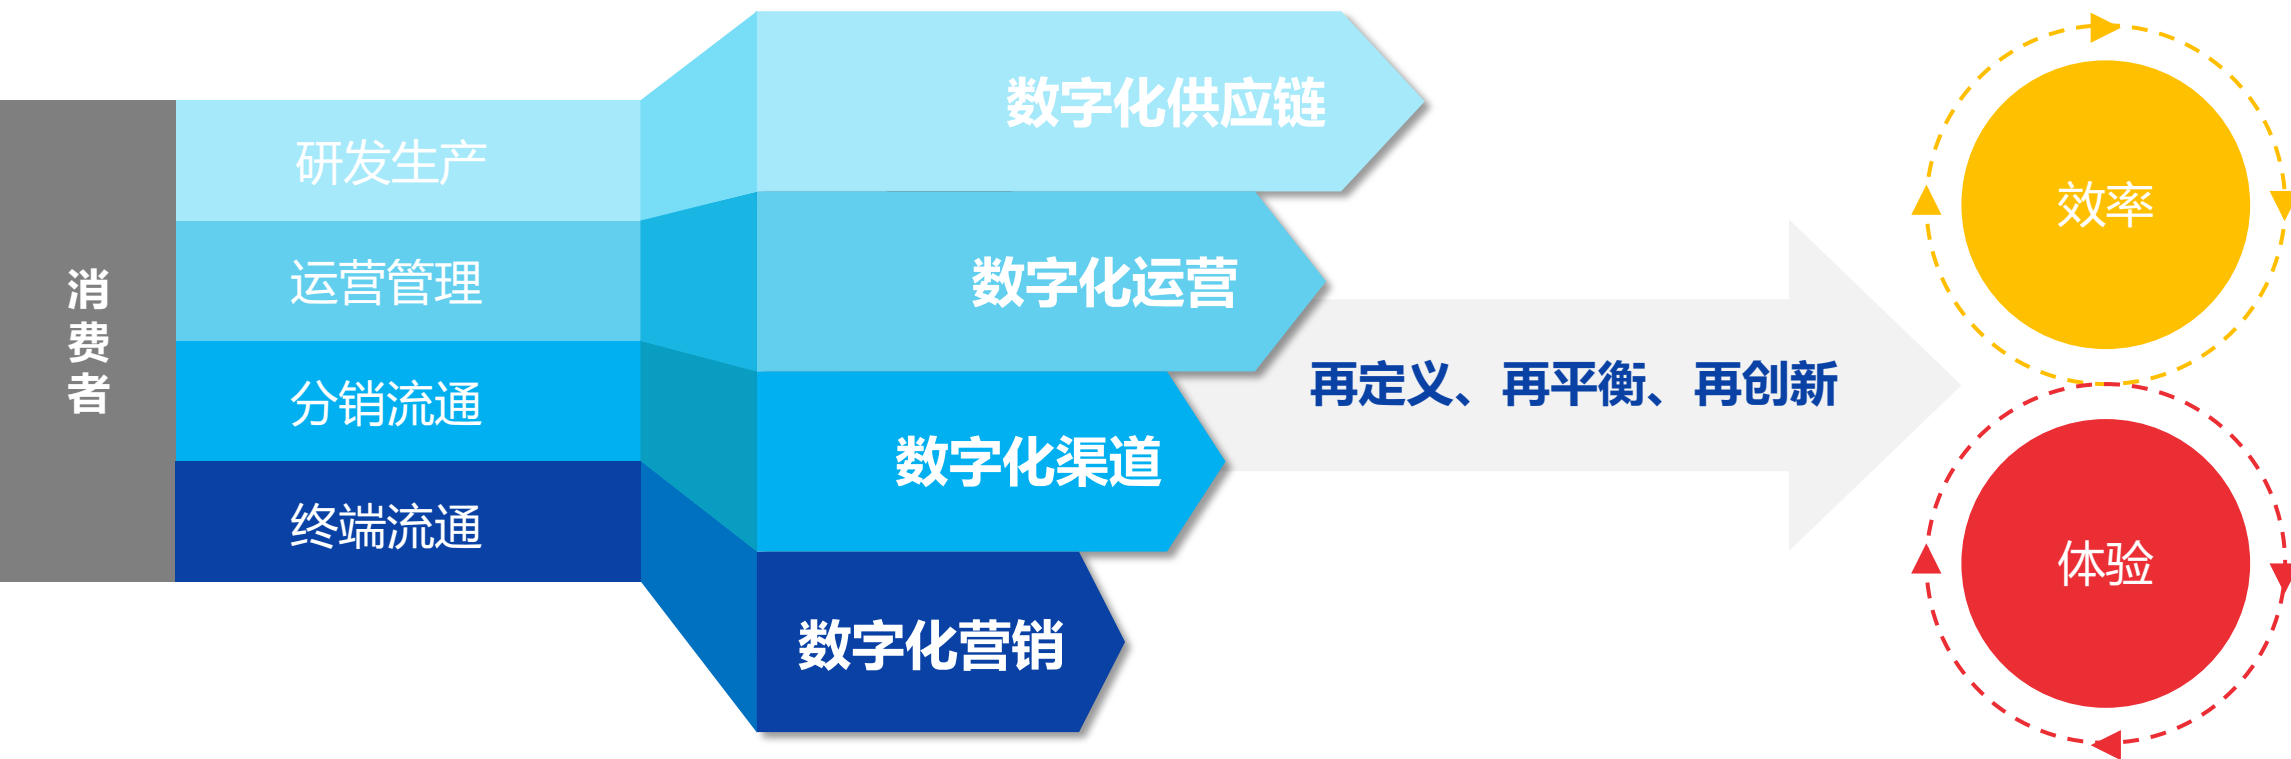 消费者
研发生产
运营管理
分销流通
终端流通
数字化供应链
数字化运营
数字化渠道
数字化营销
再定义、再平衡、再创新
效率
体验